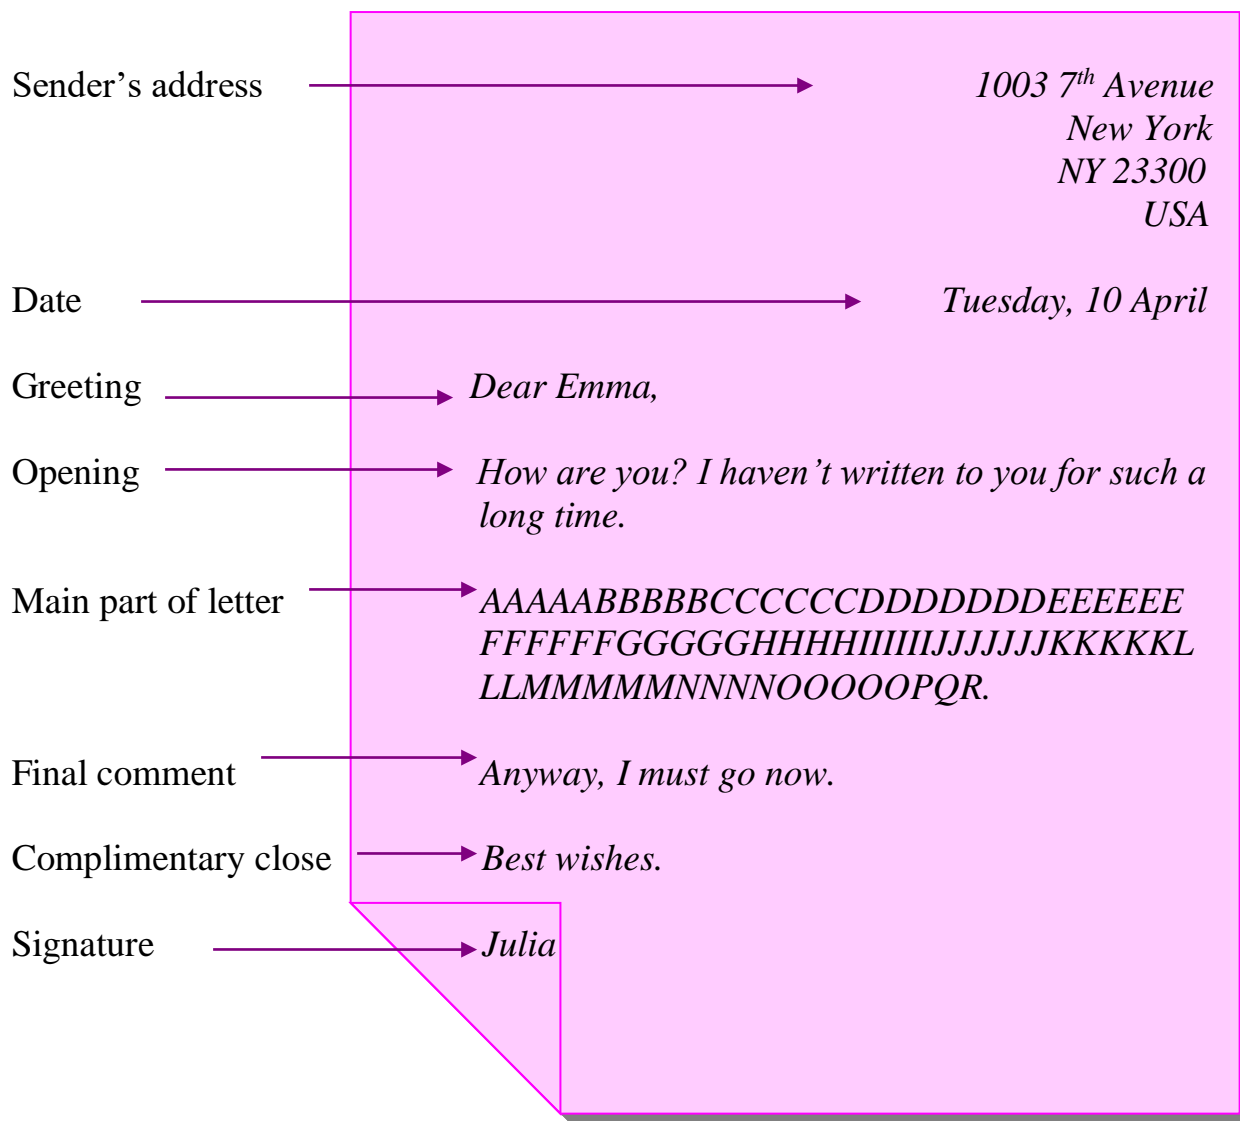 Sender’s address 1003 7th Avenue
New York
NY 23300
USA
Date Tuesday, 10 April
Greeting Dear Emma,
Opening How are you? I haven’t written to you for such a
long time.
Main part of letter AAAAABBBBBCCCCCCDDDDDDDEEEEEE
FFFFFFGGGGGHHHHIIIIIIJJJJJJJKKKKKL
LLMMMMMNNNNOOOOOPQR.
Final comment Anyway, I must go now.
Complimentary close Best wishes.
Signature Julia